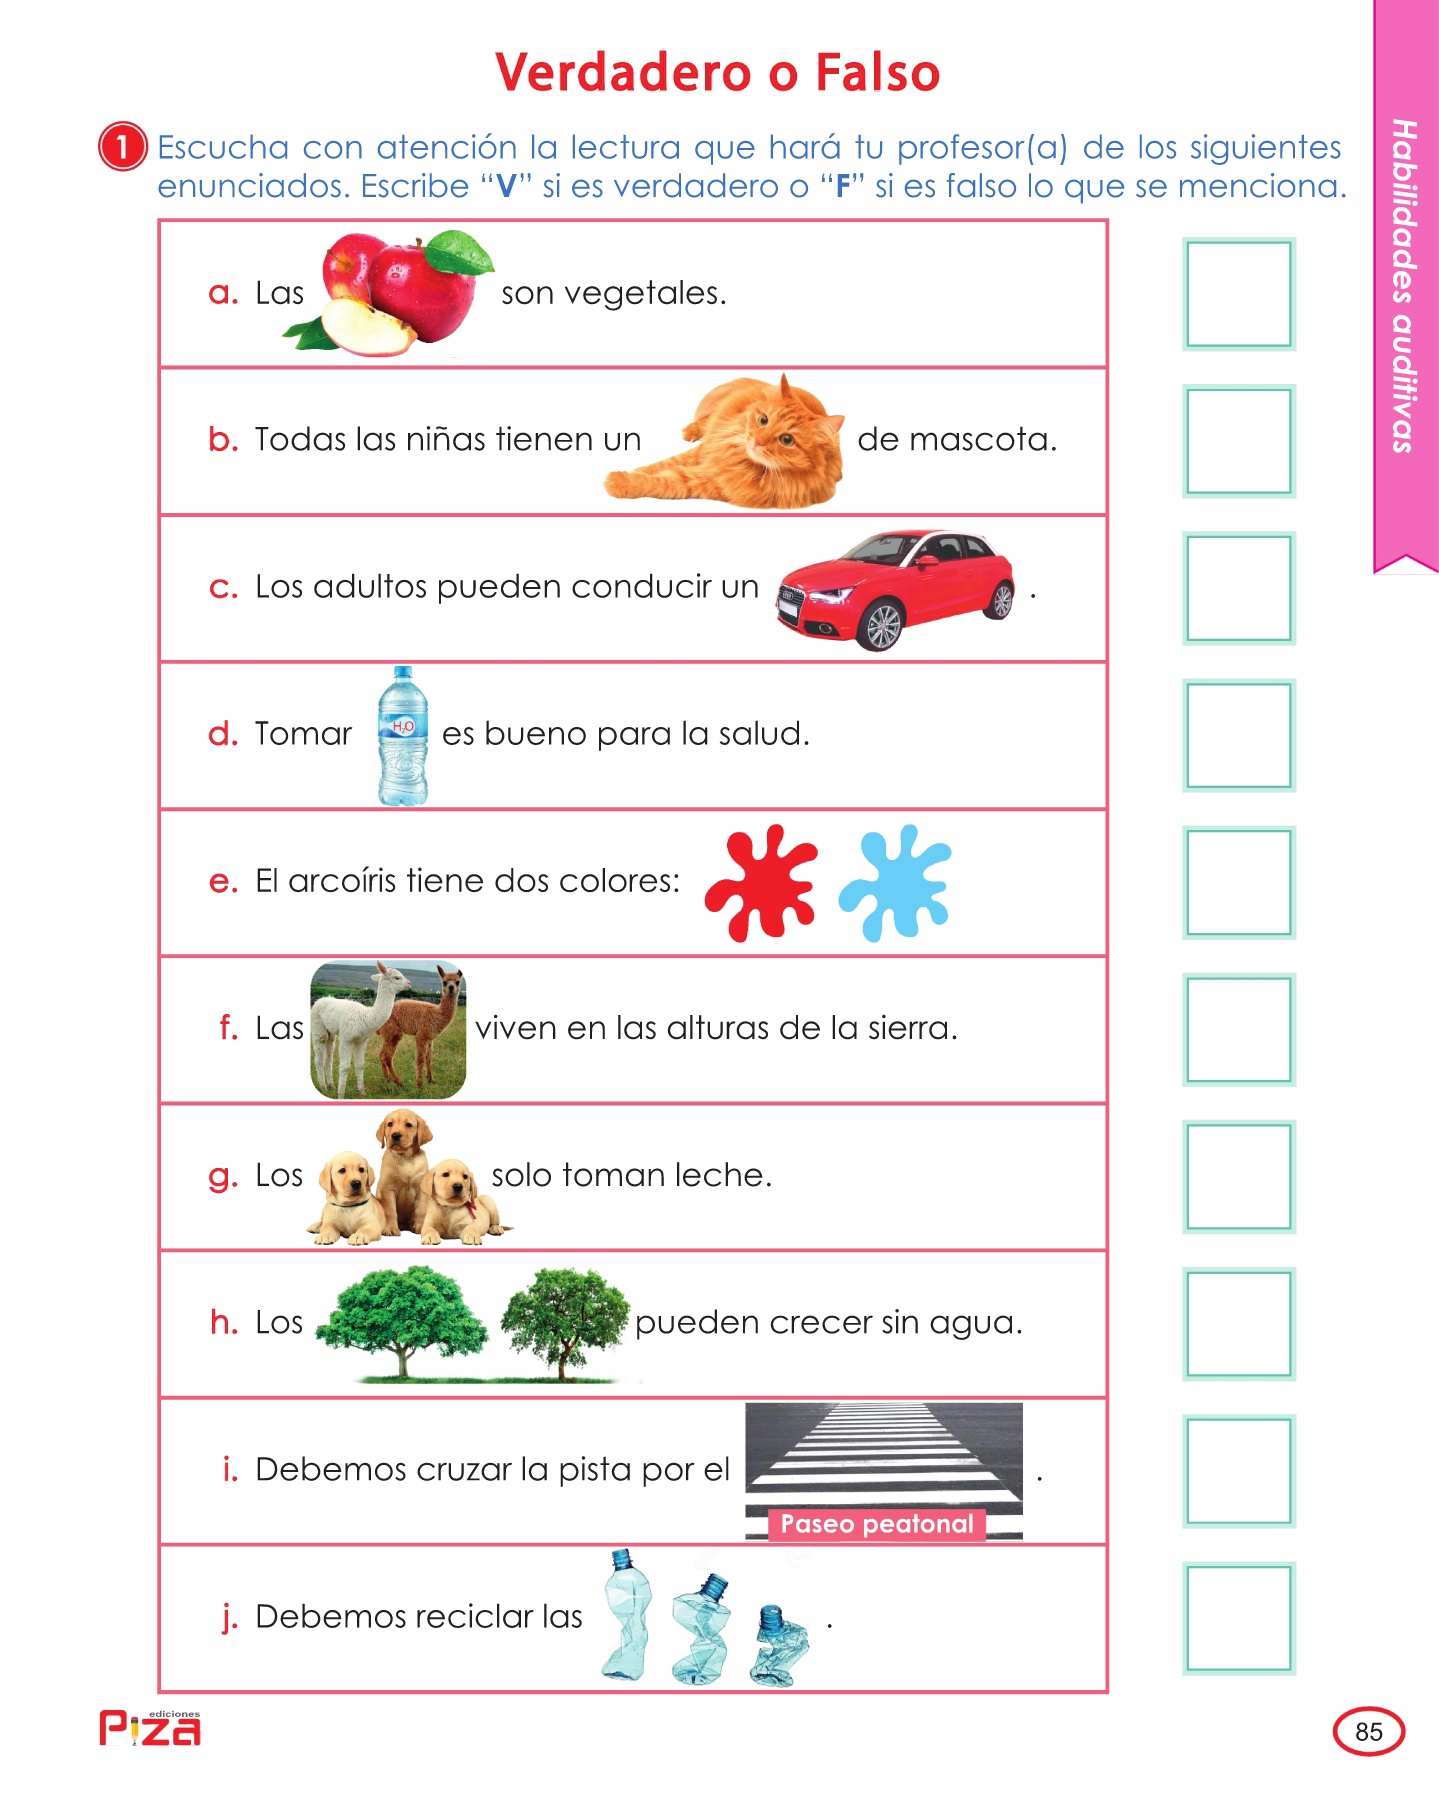 Verdadero o Falso
1 Escucha con atención la lectura que hará tu profesor(a) de los siguientes
enunciados. Escribe “V” si es verdadero o “F” si es falso lo que se menciona.
a. Las son vegetales.
b. Todas las niñas tienen un de mascota.
c. Los adultos pueden conducir un .
d. Tomar H₂O es bueno para la salud.
e. El arcoíris tiene dos colores:
f. Las viven en las alturas de la sierra.
g. Los solo toman leche.
h. Los pueden crecer sin agua.
i. Debemos cruzar la pista por el .
Paseo peatonal
j. Debemos reciclar las .
Habilidades auditivas
ediciones
Piza
85